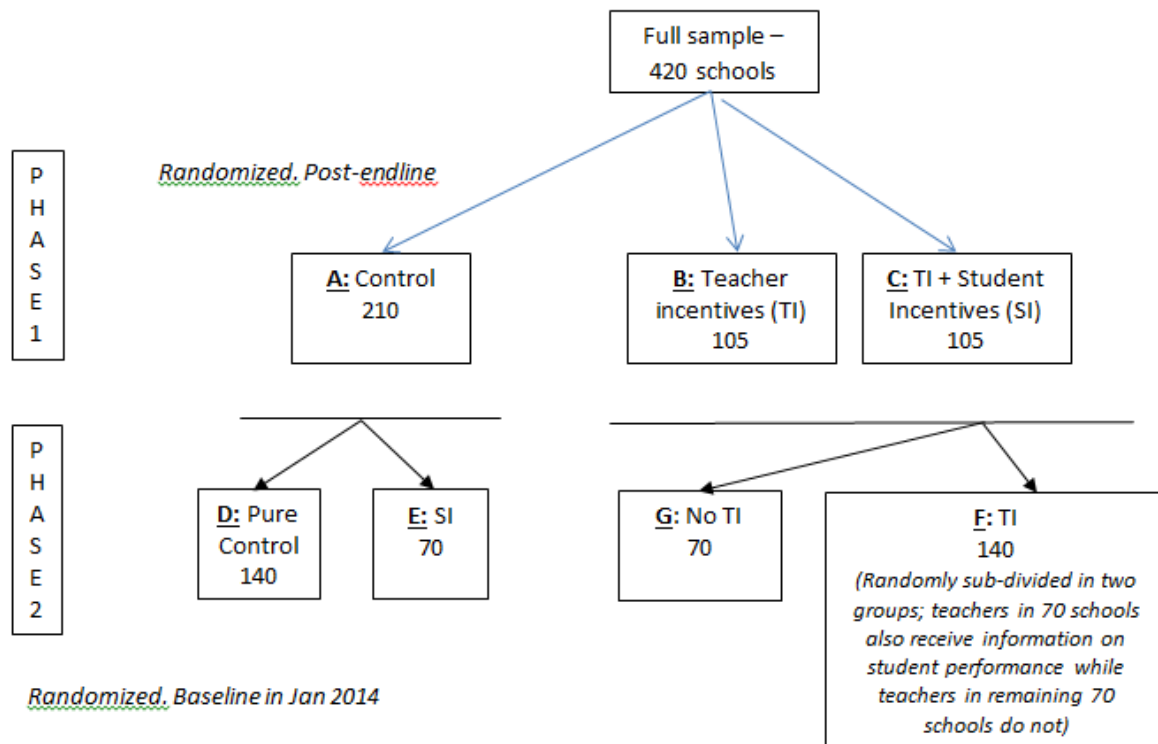 Full sample –
420 schools
P
H
A
S
E
1
Randomized. Post-endline
A: Control
210
B: Teacher
incentives (TI)
105
C: TI + Student
Incentives (SI)
105
P
H
A
S
E
2
D: Pure
Control
140
E: SI
70
G: No TI
70
F: TI
140
(Randomly sub-divided in two
groups; teachers in 70 schools
also receive information on
student performance while
teachers in remaining 70
schools do not)
Randomized. Baseline in Jan 2014